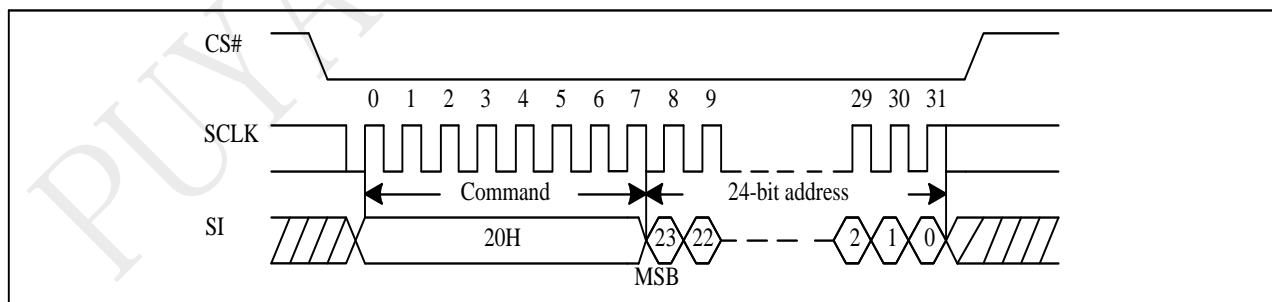 PUYA
CS#
0 1 2 3 4 5 6 7 8 9 29 30 31
SCLK
Command 24-bit address
SI 20H 23 22 2 1 0
MSB